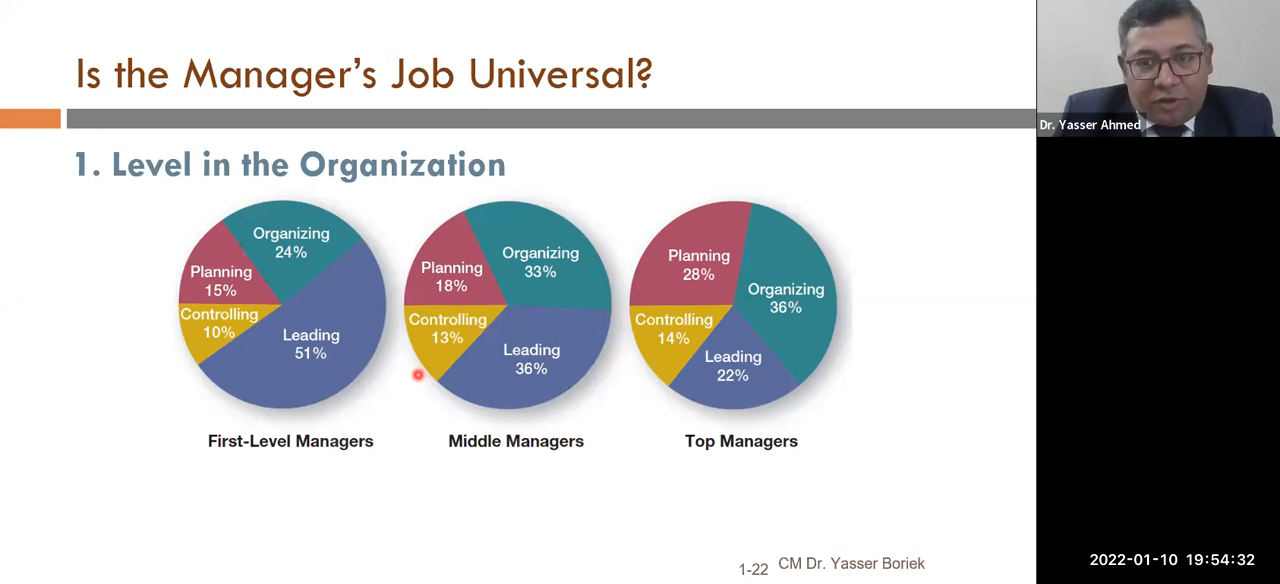 Is the Manager's Job Universal?
Dr. Yasser Ahmed
1. Level in the Organization
Organizing
24%
Planning
15%
Controlling
10%
Leading
51%
First-Level Managers
Organizing
33%
Planning
18%
Controlling
13%
Leading
36%
Middle Managers
Planning
28%
Organizing
36%
Controlling
14%
Leading
22%
Top Managers
1-22
CM Dr. Yasser Boriek
2022-01-10 19:54:32